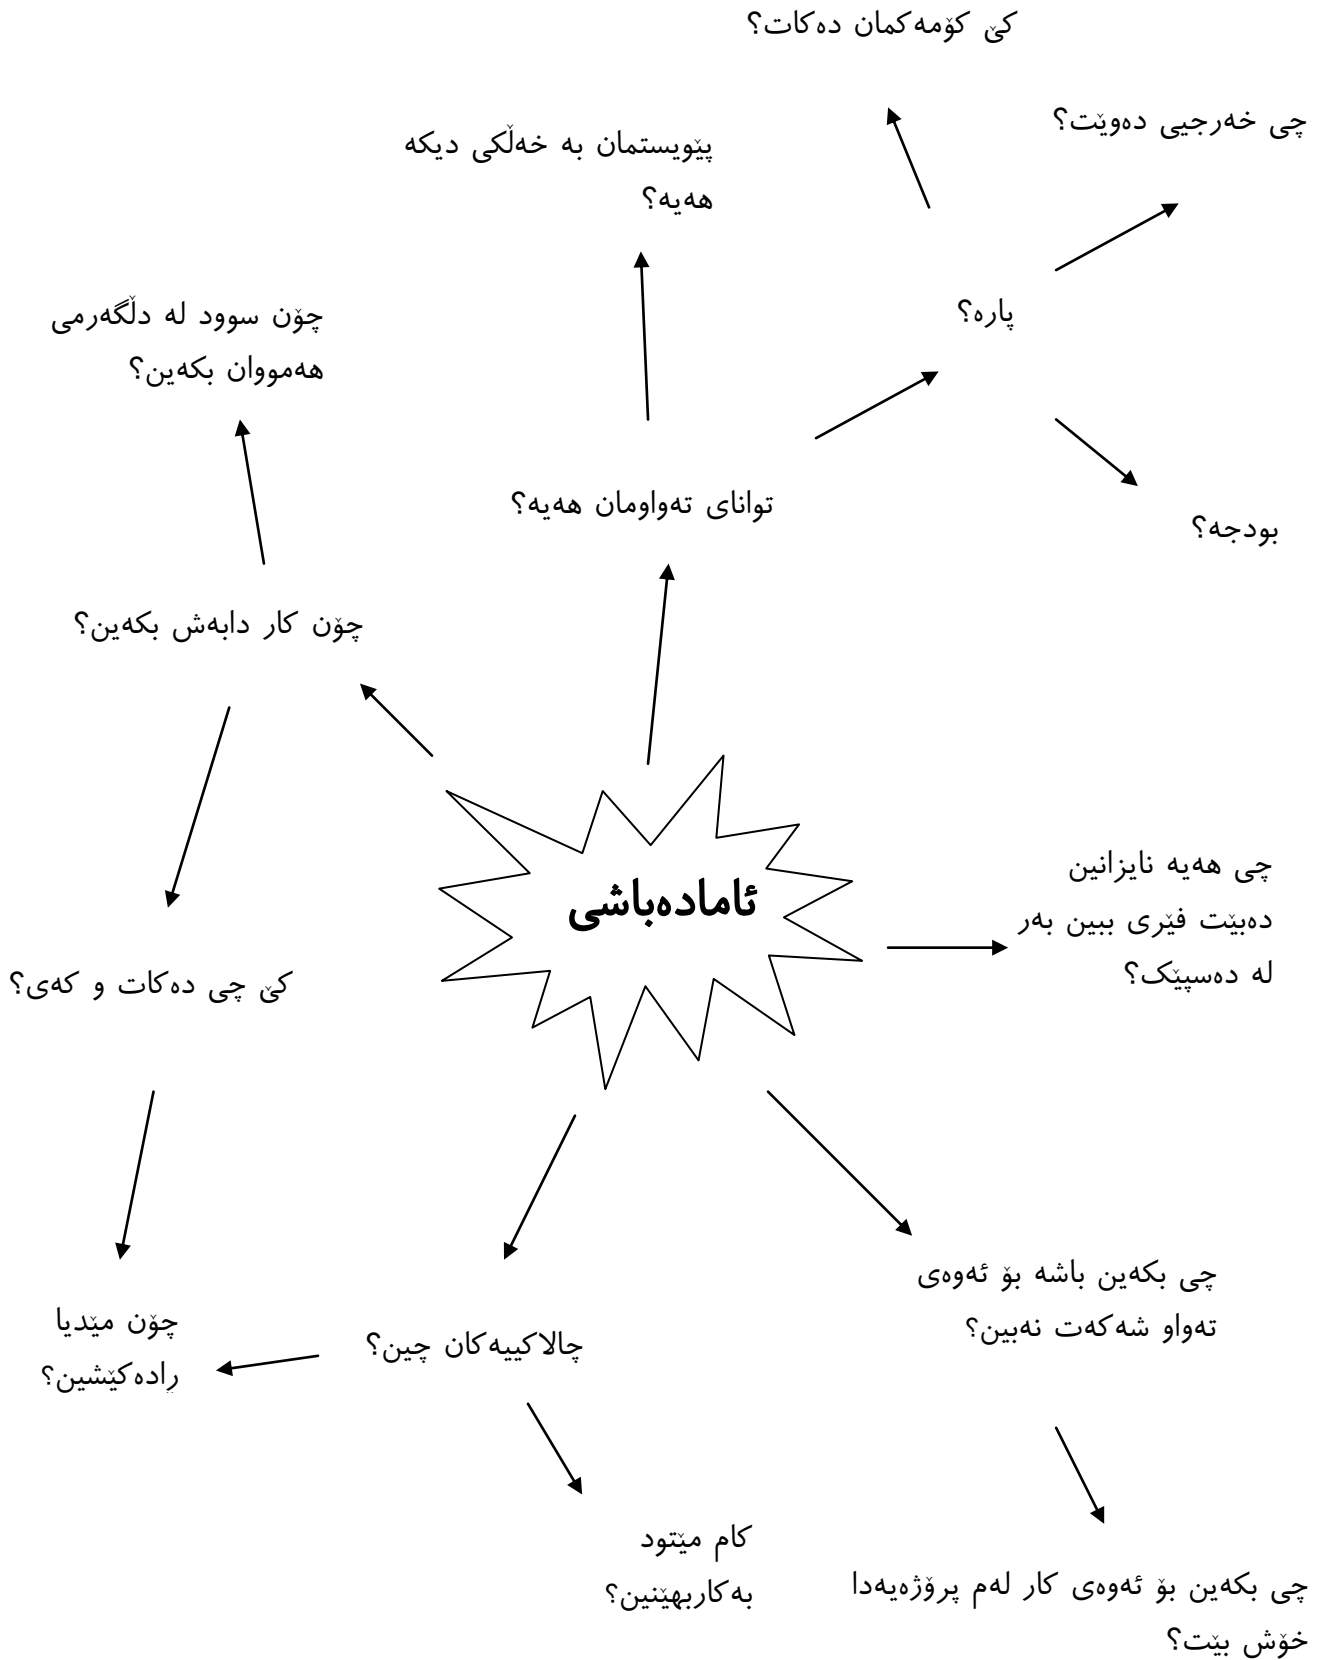 کێ کۆمەکمان دەکات؟
چی خەرجیی دەوێت؟
پێویستمان بە خەڵکی دیکە
هەیە؟
پارە؟
چۆن سوود لە دڵگەرمی
هەمووان بکەین؟
توانای تەواومان هەیە؟
بودجە؟
چۆن کار دابەش بکەین؟
ئامادەباشی
چی هەیە نایزانین
دەبێت فێری ببین بەر
لە دەسپێک؟
کێ چی دەکات و کەی؟
چی بکەین باشە بۆ ئەوەی
تەواو شەکەت نەبین؟
چالاکییەکان چین؟
چۆن مێدیا
ڕادەکێشین؟
کام مێتود
بەکاربهێنین؟
چی بکەین بۆ ئەوەی کار لەم پرۆژەیەدا
خۆش بێت؟